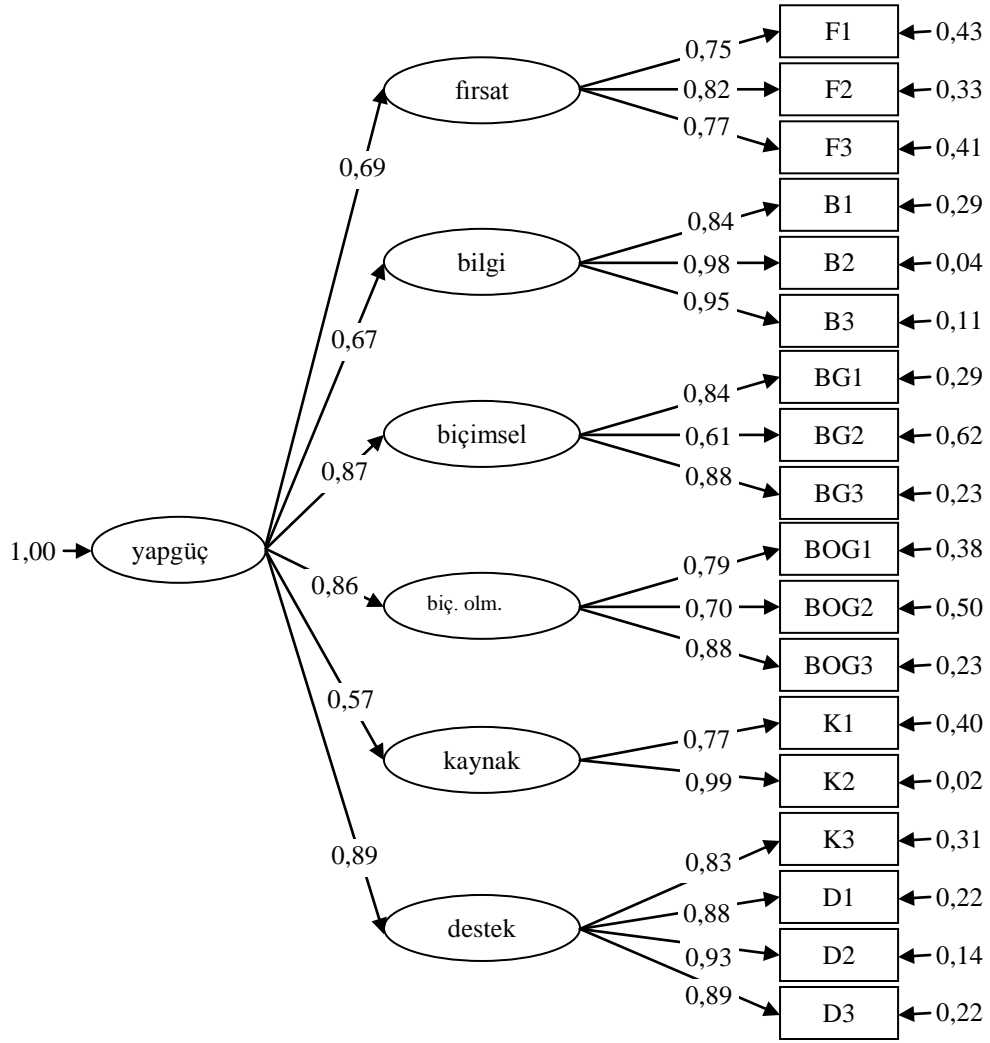 F1
0,43
0,75
fırsat
0,82
F2
0,33
0,77
F3
0,41
0,69
B1
0,29
0,84
bilgi
0,98
B2
0,04
0,95
B3
0,11
0,67
BG1
0,29
0,84
biçimsel
0,61
BG2
0,62
0,87
0,88
BG3
0,23
1,00
yapgüç
BOG1
0,38
0,79
0,86
biç. olm.
0,70
BOG2
0,50
0,88
BOG3
0,23
0,57
K1
0,40
0,77
kaynak
0,99
K2
0,02
K3
0,31
0,89
0,83
D1
0,22
0,88
destek
0,93
D2
0,14
0,89
D3
0,22